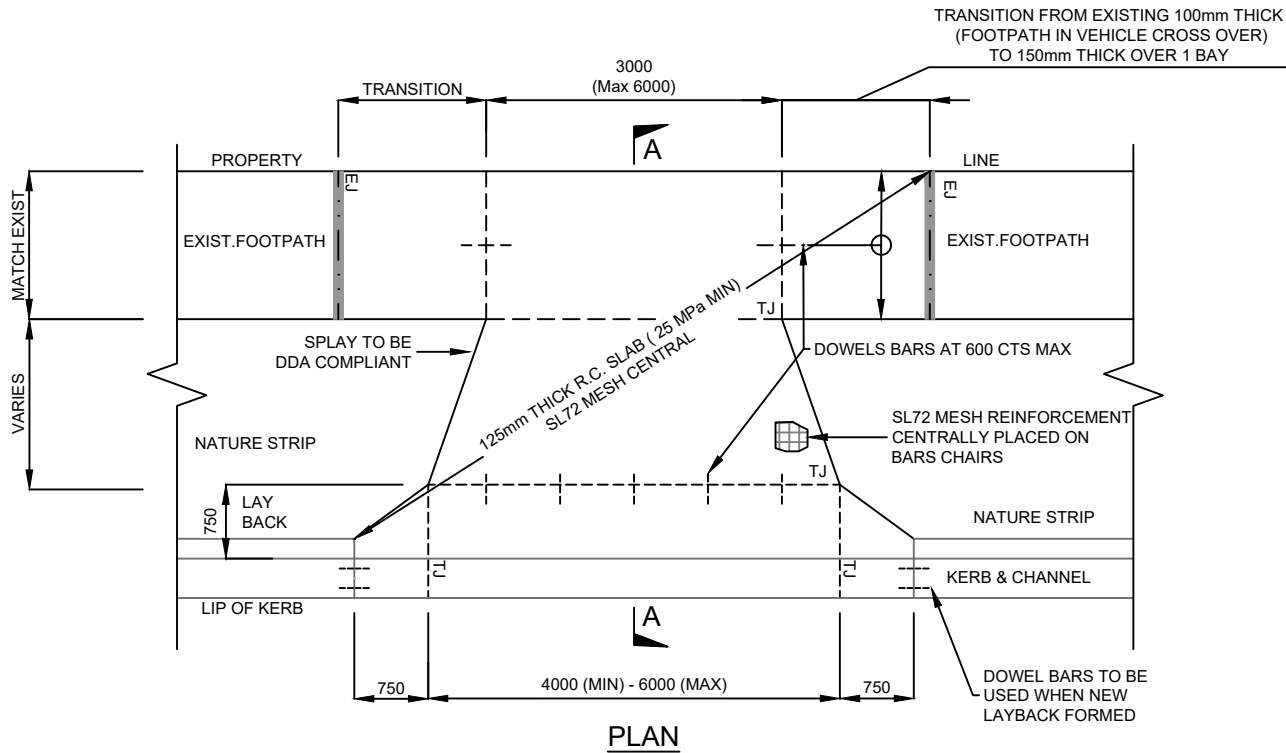 TRANSITION FROM EXISTING 100mm THICK
(FOOTPATH IN VEHICLE CROSS OVER)
TO 150mm THICK OVER 1 BAY
3000
(Max 6000)
TRANSITION
A
PROPERTY
LINE
EJ
EJ
MATCH EXIST
EXIST.FOOTPATH
EXIST.FOOTPATH
TJ
SPLAY TO BE
DDA COMPLIANT
DOWELS BARS AT 600 CTS MAX
125mm THICK R.C. SLAB ( 25 MPa MIN)
SL72 MESH CENTRAL
VARIES
SL72 MESH REINFORCEMENT
CENTRALLY PLACED ON
BARS CHAIRS
NATURE STRIP
TJ
LAY
BACK
750
NATURE STRIP
TJ
TJ
KERB & CHANNEL
LIP OF KERB
A
750
4000 (MIN) - 6000 (MAX)
750
DOWEL BARS TO BE
USED WHEN NEW
LAYBACK FORMED
PLAN